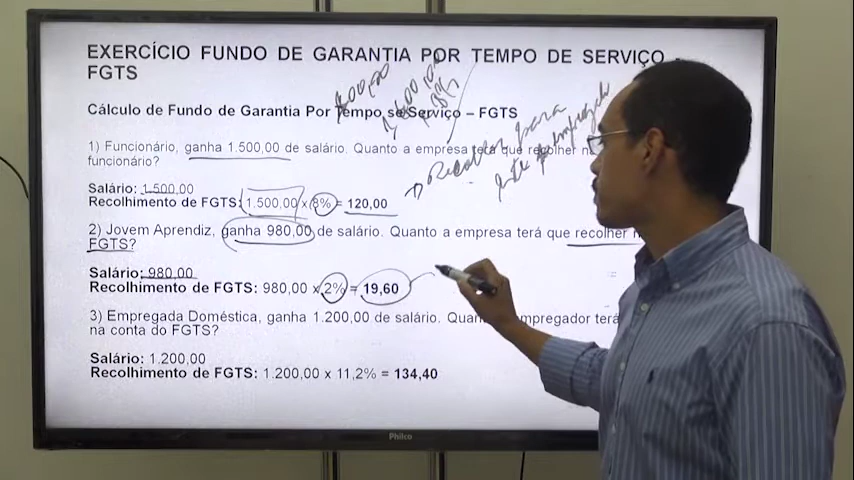 EXERCÍCIO FUNDO DE GARANTIA POR TEMPO DE SERVIÇO -
FGTS
Cálculo de Fundo de Garantia Por Tempo se Serviço – FGTS
1) Funcionário, ganha 1.500,00 de salário. Quanto a empresa terá que recolher na
funcionário?
Salário: 1.500,00
Recolhimento de FGTS: 1.500,00 x 8% = 120,00
2) Jovem Aprendiz, ganha 980,00 de salário. Quanto a empresa terá que recolher
FGTS?
Salário: 980,00
Recolhimento de FGTS: 980,00 x 2% = 19,60
3) Empregada Doméstica, ganha 1.200,00 de salário. empregador terá
na conta do FGTS?
Salário: 1.200,00
Recolhimento de FGTS: 1.200,00 x 11,2% = 134,40
Philco